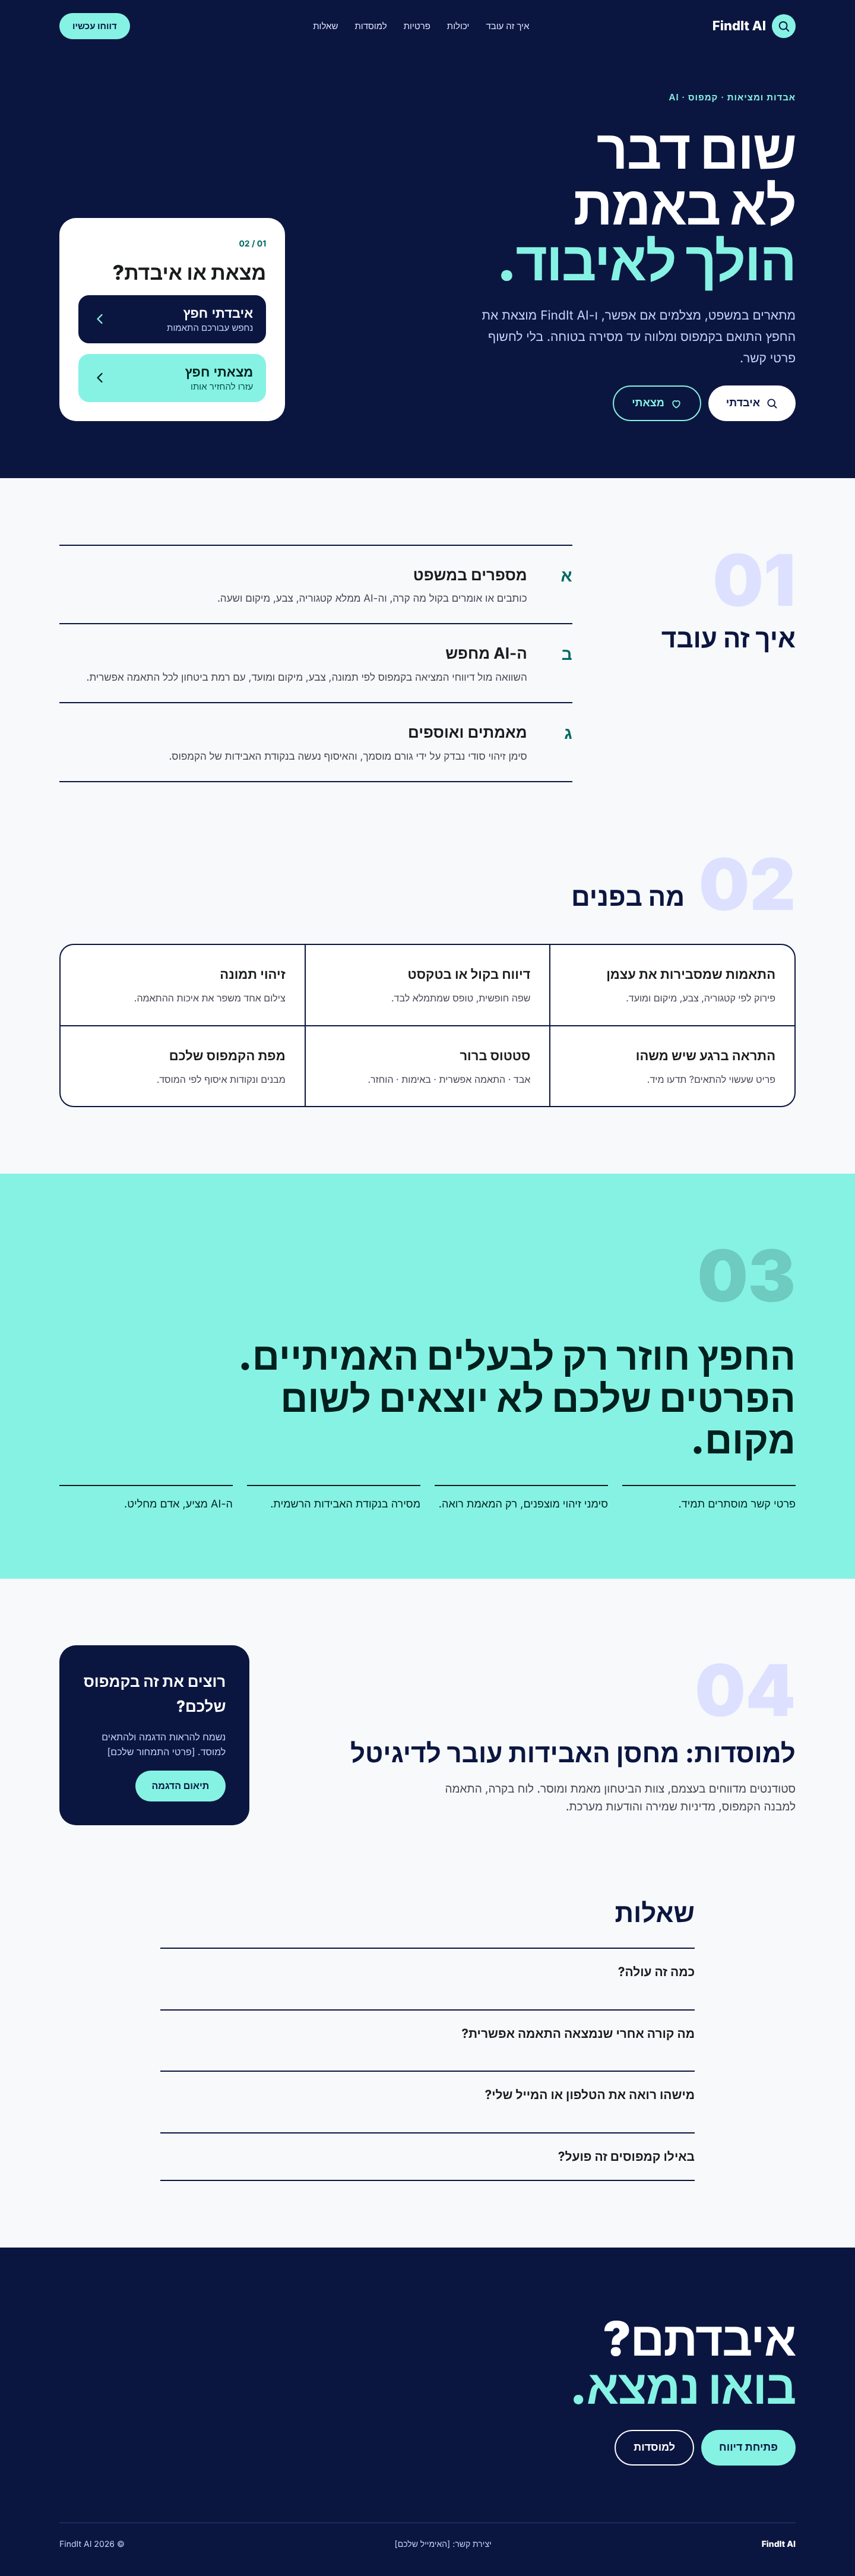 FindIt AI
איך זה עובד
יכולות
פרטיות
למוסדות
שאלות
דווחו עכשיו
אבדות ומציאות · קמפוס · AI
שום דבר
לא באמת
הולך לאיבוד.
מתארים במשפט, מצלמים אם אפשר, ו-FindIt AI מוצאת את
החפץ התואם בקמפוס ומלווה עד מסירה בטוחה. בלי לחשוף
פרטי קשר.
איבדתי
מצאתי
02 / 01
מצאת או איבדת?
איבדתי חפץ
נחפש עבורכם התאמות
מצאתי חפץ
עזרו להחזיר אותו
01
איך זה עובד
א
מספרים במשפט
כותבים או אומרים בקול מה קרה, וה-AI ממלא קטגוריה, צבע, מיקום ושעה.
ב
ה-AI מחפש
השוואה מול דיווחי המציאה בקמפוס לפי תמונה, צבע, מיקום ומועד, עם רמת ביטחון לכל התאמה אפשרית.
ג
מאמתים ואוספים
סימן זיהוי סודי נבדק על ידי גורם מוסמך, והאיסוף נעשה בנקודת האבידות של הקמפוס.
02
מה בפנים
התאמות שמסבירות את עצמן
פירוק לפי קטגוריה, צבע, מיקום ומועד.
דיווח בקול או בטקסט
שפה חופשית, טופס שמתמלא לבד.
זיהוי תמונה
צילום אחד משפר את איכות ההתאמה.
התראה ברגע שיש משהו
פריט שעשוי להתאים? תדעו מיד.
סטטוס ברור
אבד · התאמה אפשרית · באימות · הוחזר.
מפת הקמפוס שלכם
מבנים ונקודות איסוף לפי המוסד.
03
החפץ חוזר רק לבעלים האמיתיים.
הפרטים שלכם לא יוצאים לשום
מקום.
פרטי קשר מוסתרים תמיד.
סימני זיהוי מוצפנים, רק המאמת רואה.
מסירה בנקודת האבידות הרשמית.
ה-AI מציע, אדם מחליט.
04
למוסדות: מחסן האבידות עובר לדיגיטל
סטודנטים מדווחים בעצמם, צוות הביטחון מאמת ומוסר. לוח בקרה, התאמה
למבנה הקמפוס, מדיניות שמירה והודעות מערכת.
רוצים את זה בקמפוס
שלכם?
נשמח להראות הדגמה ולהתאים
למוסד. [פרטי התמחור שלכם]
תיאום הדגמה
שאלות
כמה זה עולה?
מה קורה אחרי שנמצאה התאמה אפשרית?
מישהו רואה את הטלפון או המייל שלי?
באילו קמפוסים זה פועל?
איבדתם?
בואו נמצא.
פתיחת דיווח
למוסדות
FindIt AI
יצירת קשר: [האימייל שלכם]
© 2026 FindIt AI